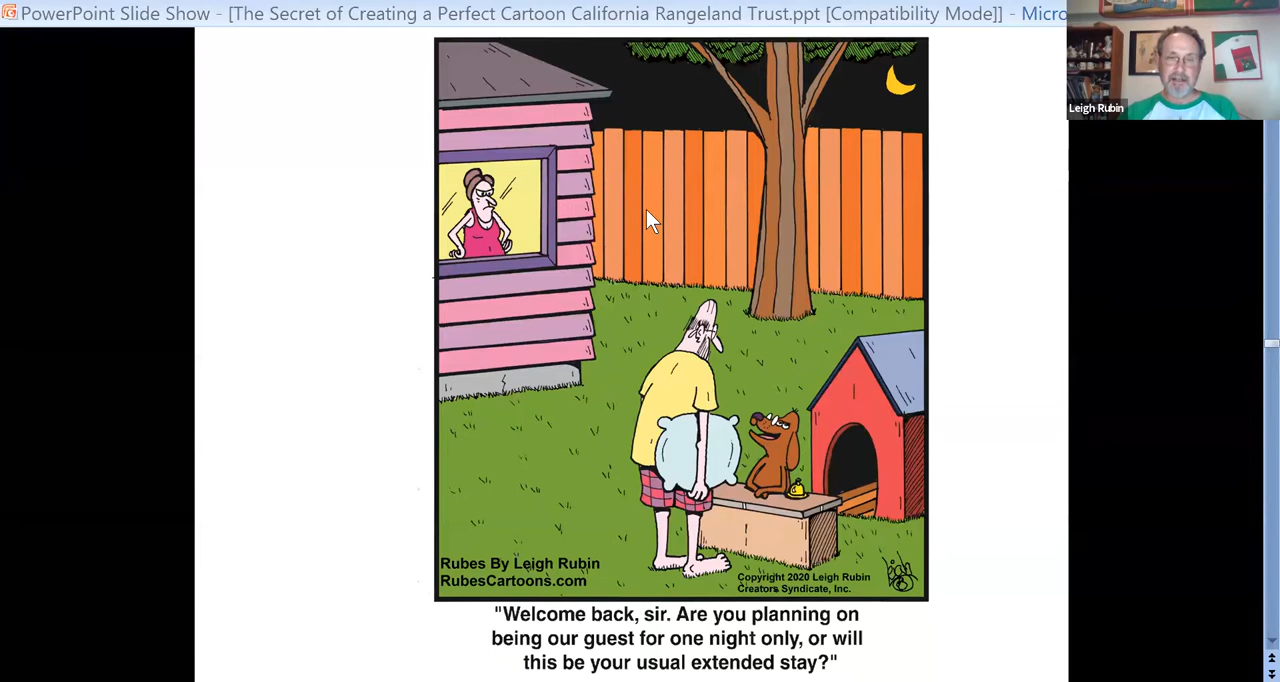 PowerPoint Slide Show - [The Secret of Creating a Perfect Cartoon California Rangeland Trust.ppt [Compatibility Mode]] - Micro
Leigh Rubin
Rubes By Leigh Rubin
RubesCartoons.com
Copyright 2020 Leigh Rubin
Creators Syndicate, Inc.
"Welcome back, sir. Are you planning on
being our guest for one night only, or will
this be your usual extended stay?"